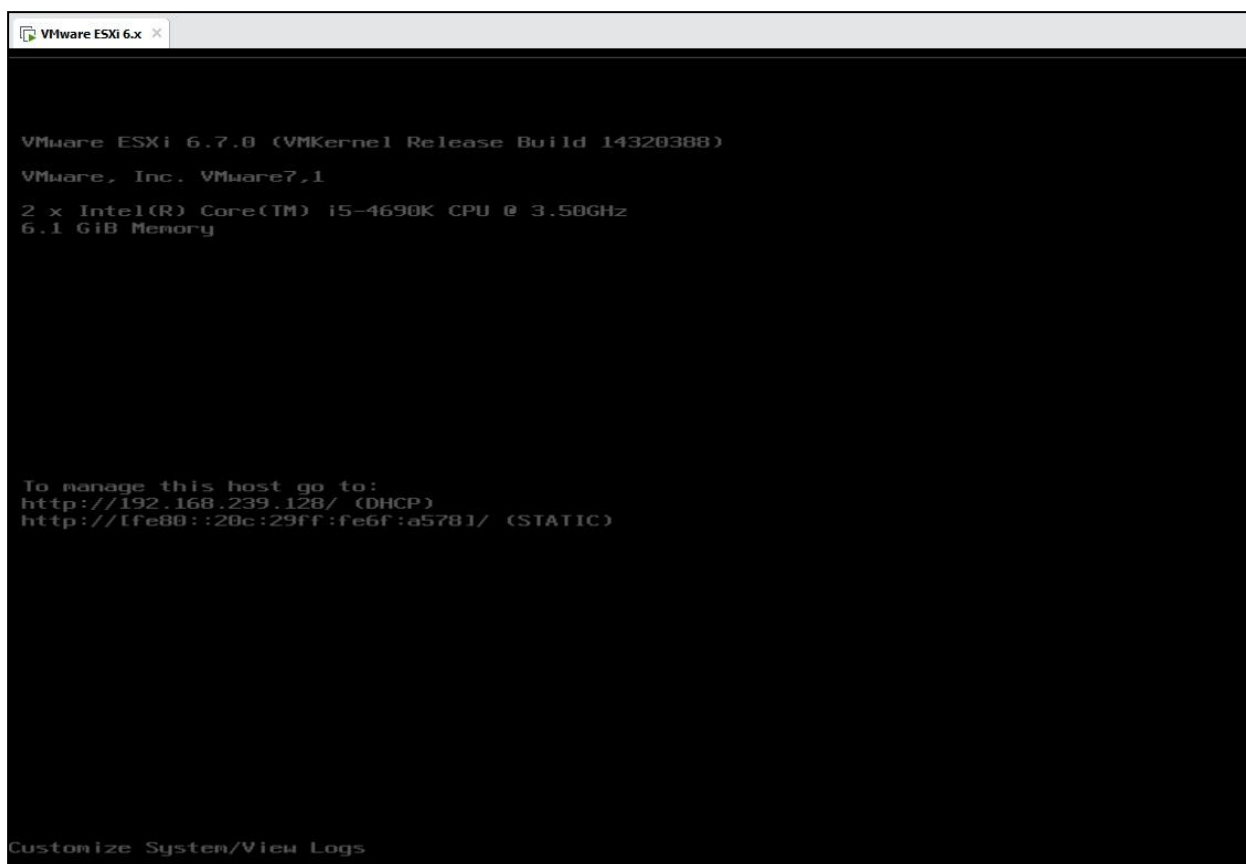 VMware ESXi 6.x
VMware ESXi 6.7.0 (VMKernel Release Build 14320388)
VMware, Inc. VMware7,1
2 x Intel(R) Core(TM) i5-4690K CPU @ 3.50GHz
6.1 GiB Memory
To manage this host go to:
http://192.168.239.128/ (DHCP)
http://[fe80::20c:29ff:fe6f:a578]/ (STATIC)
Customize System/View Logs